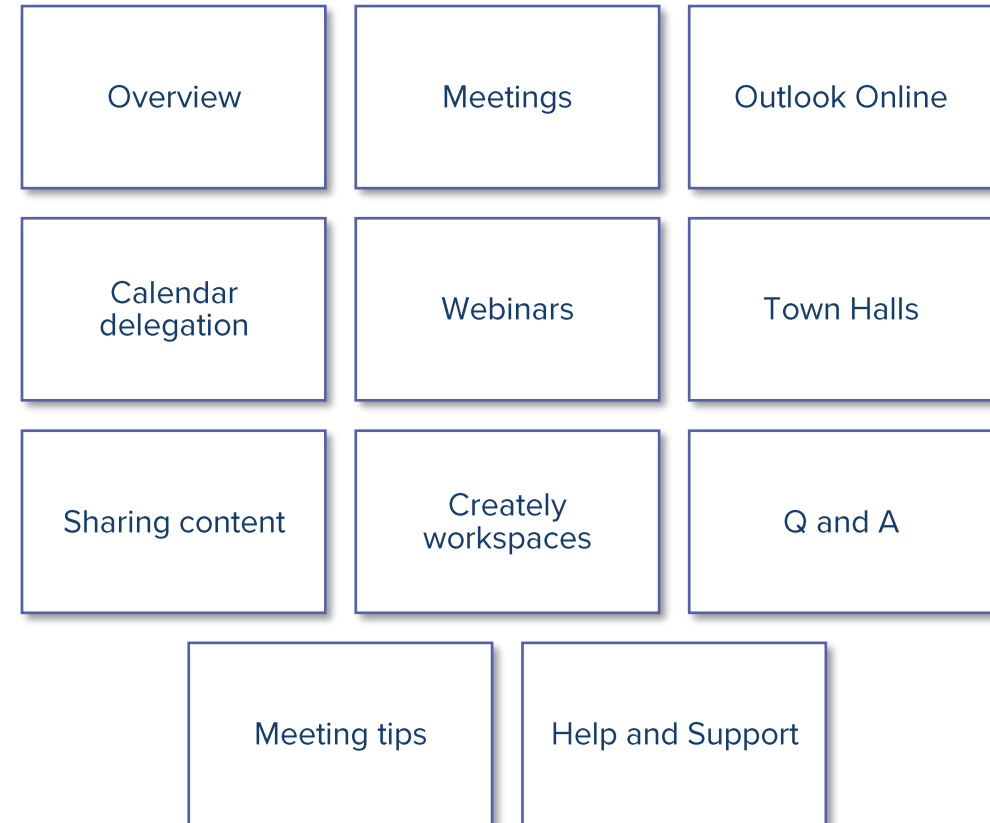 Overview
Meetings
Outlook Online
Calendar
delegation
Webinars
Town Halls
Sharing content
Creately
workspaces
Q and A
Meeting tips
Help and Support